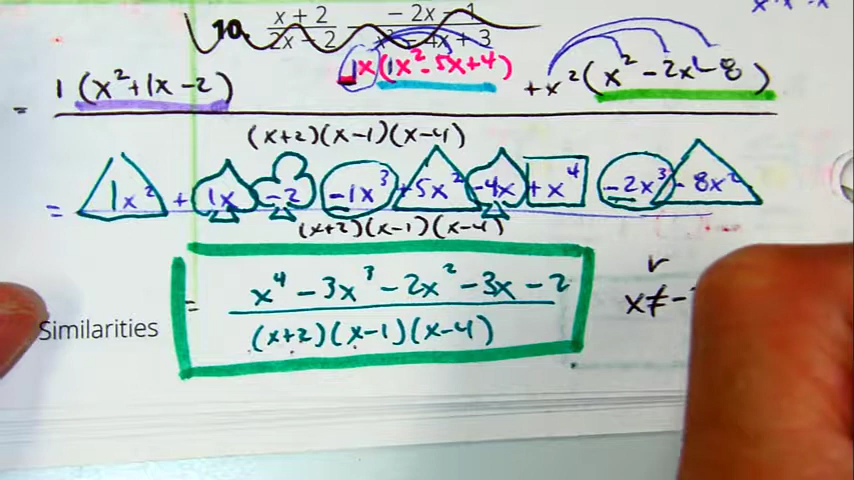 10. x + 2 / 2x - 2 - 2x - 1 / x² - 4x + 3
= 1 (x² + 1x - 2) - 1x (1x² - 5x + 4) + x² (x² - 2x - 8)
(x+2)(x-1)(x-4)
= 1x² + 1x - 2 - 1x³ + 5x² - 4x + x⁴ - 2x³ - 8x²
(x+2)(x-1)(x-4)
= x⁴ - 3x³ - 2x² - 3x - 2
(x+2)(x-1)(x-4)
x ≠ -
Similarities